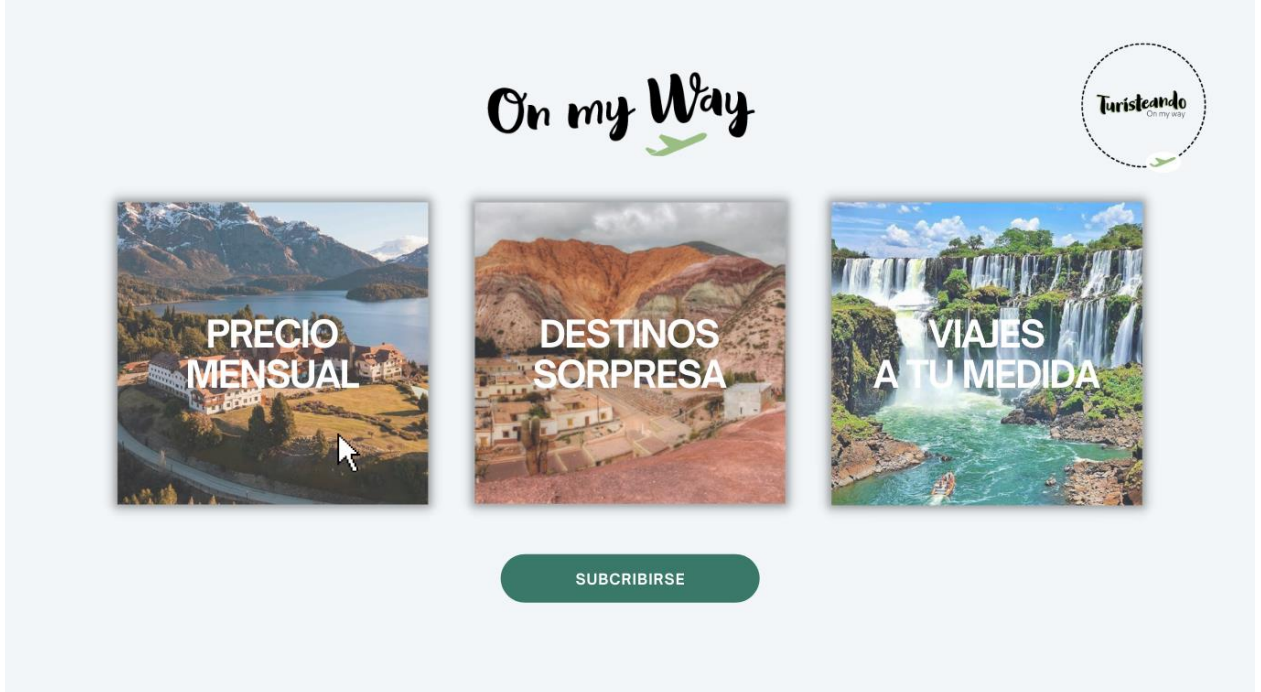 On my Way
Turisteando
On my way
PRECIO
MENSUAL
DESTINOS
SORPRESA
VIAJES
A TU MEDIDA
SUBCRIBIRSE